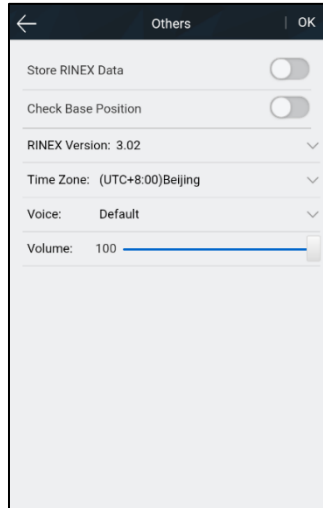 Others | OK
Store RINEX Data
Check Base Position
RINEX Version: 3.02
Time Zone: (UTC+8:00)Beijing
Voice: Default
Volume: 100